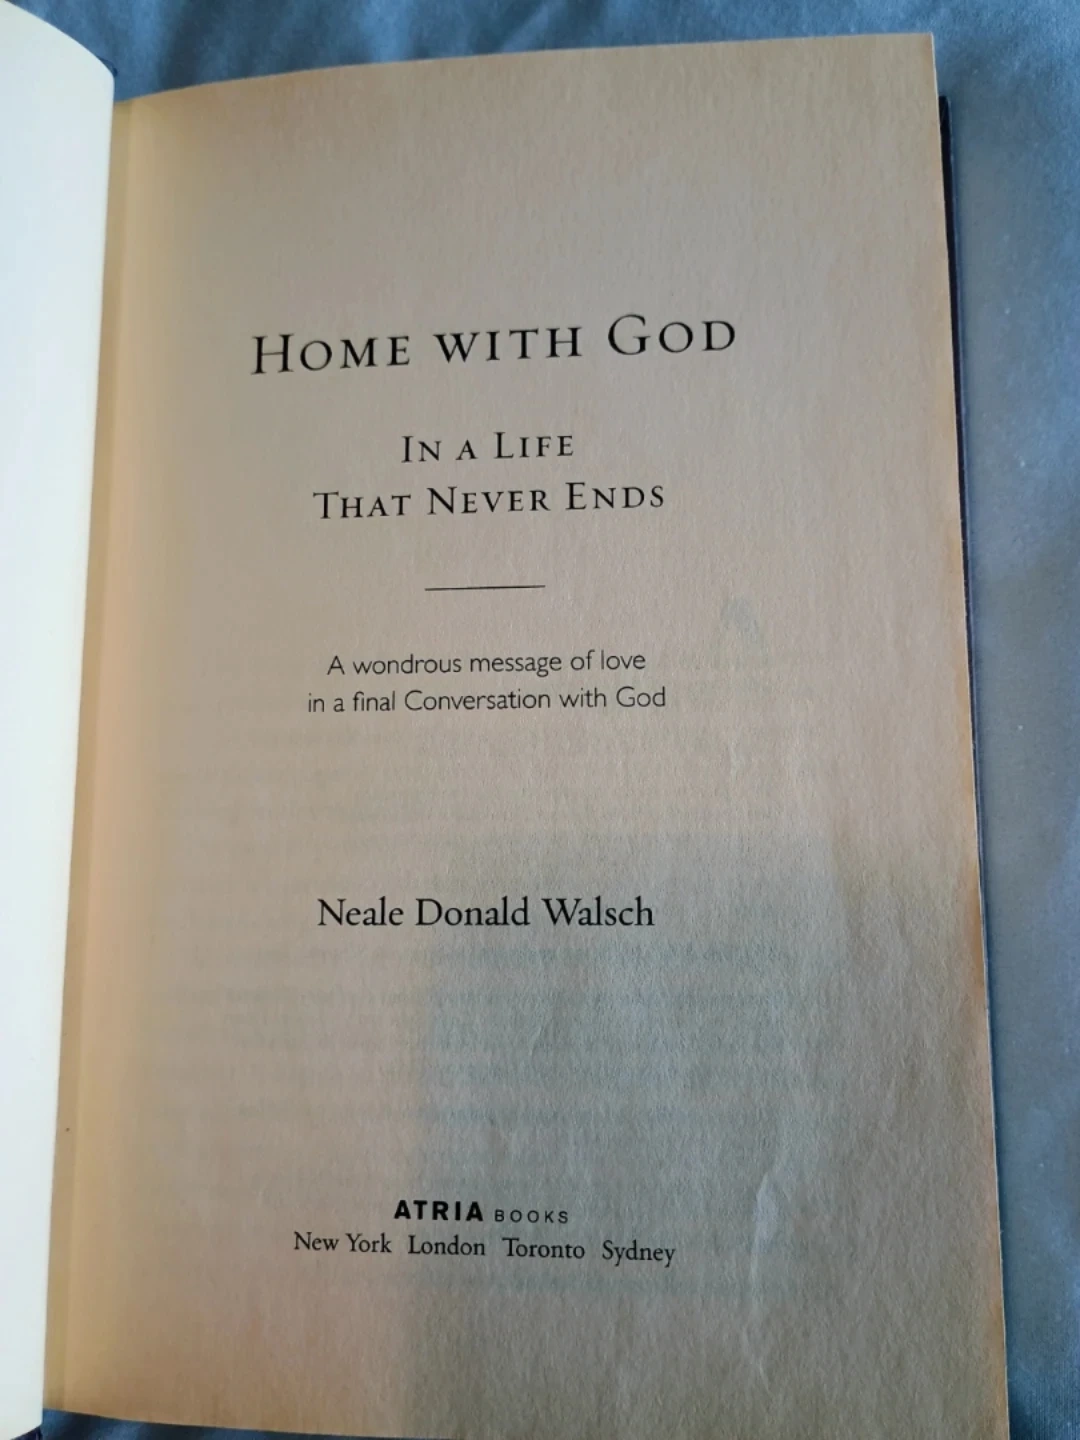 Home with God
In a Life
That Never Ends
A wondrous message of love
in a final Conversation with God
Neale Donald Walsch
ATRIA BOOKS
New York London Toronto Sydney